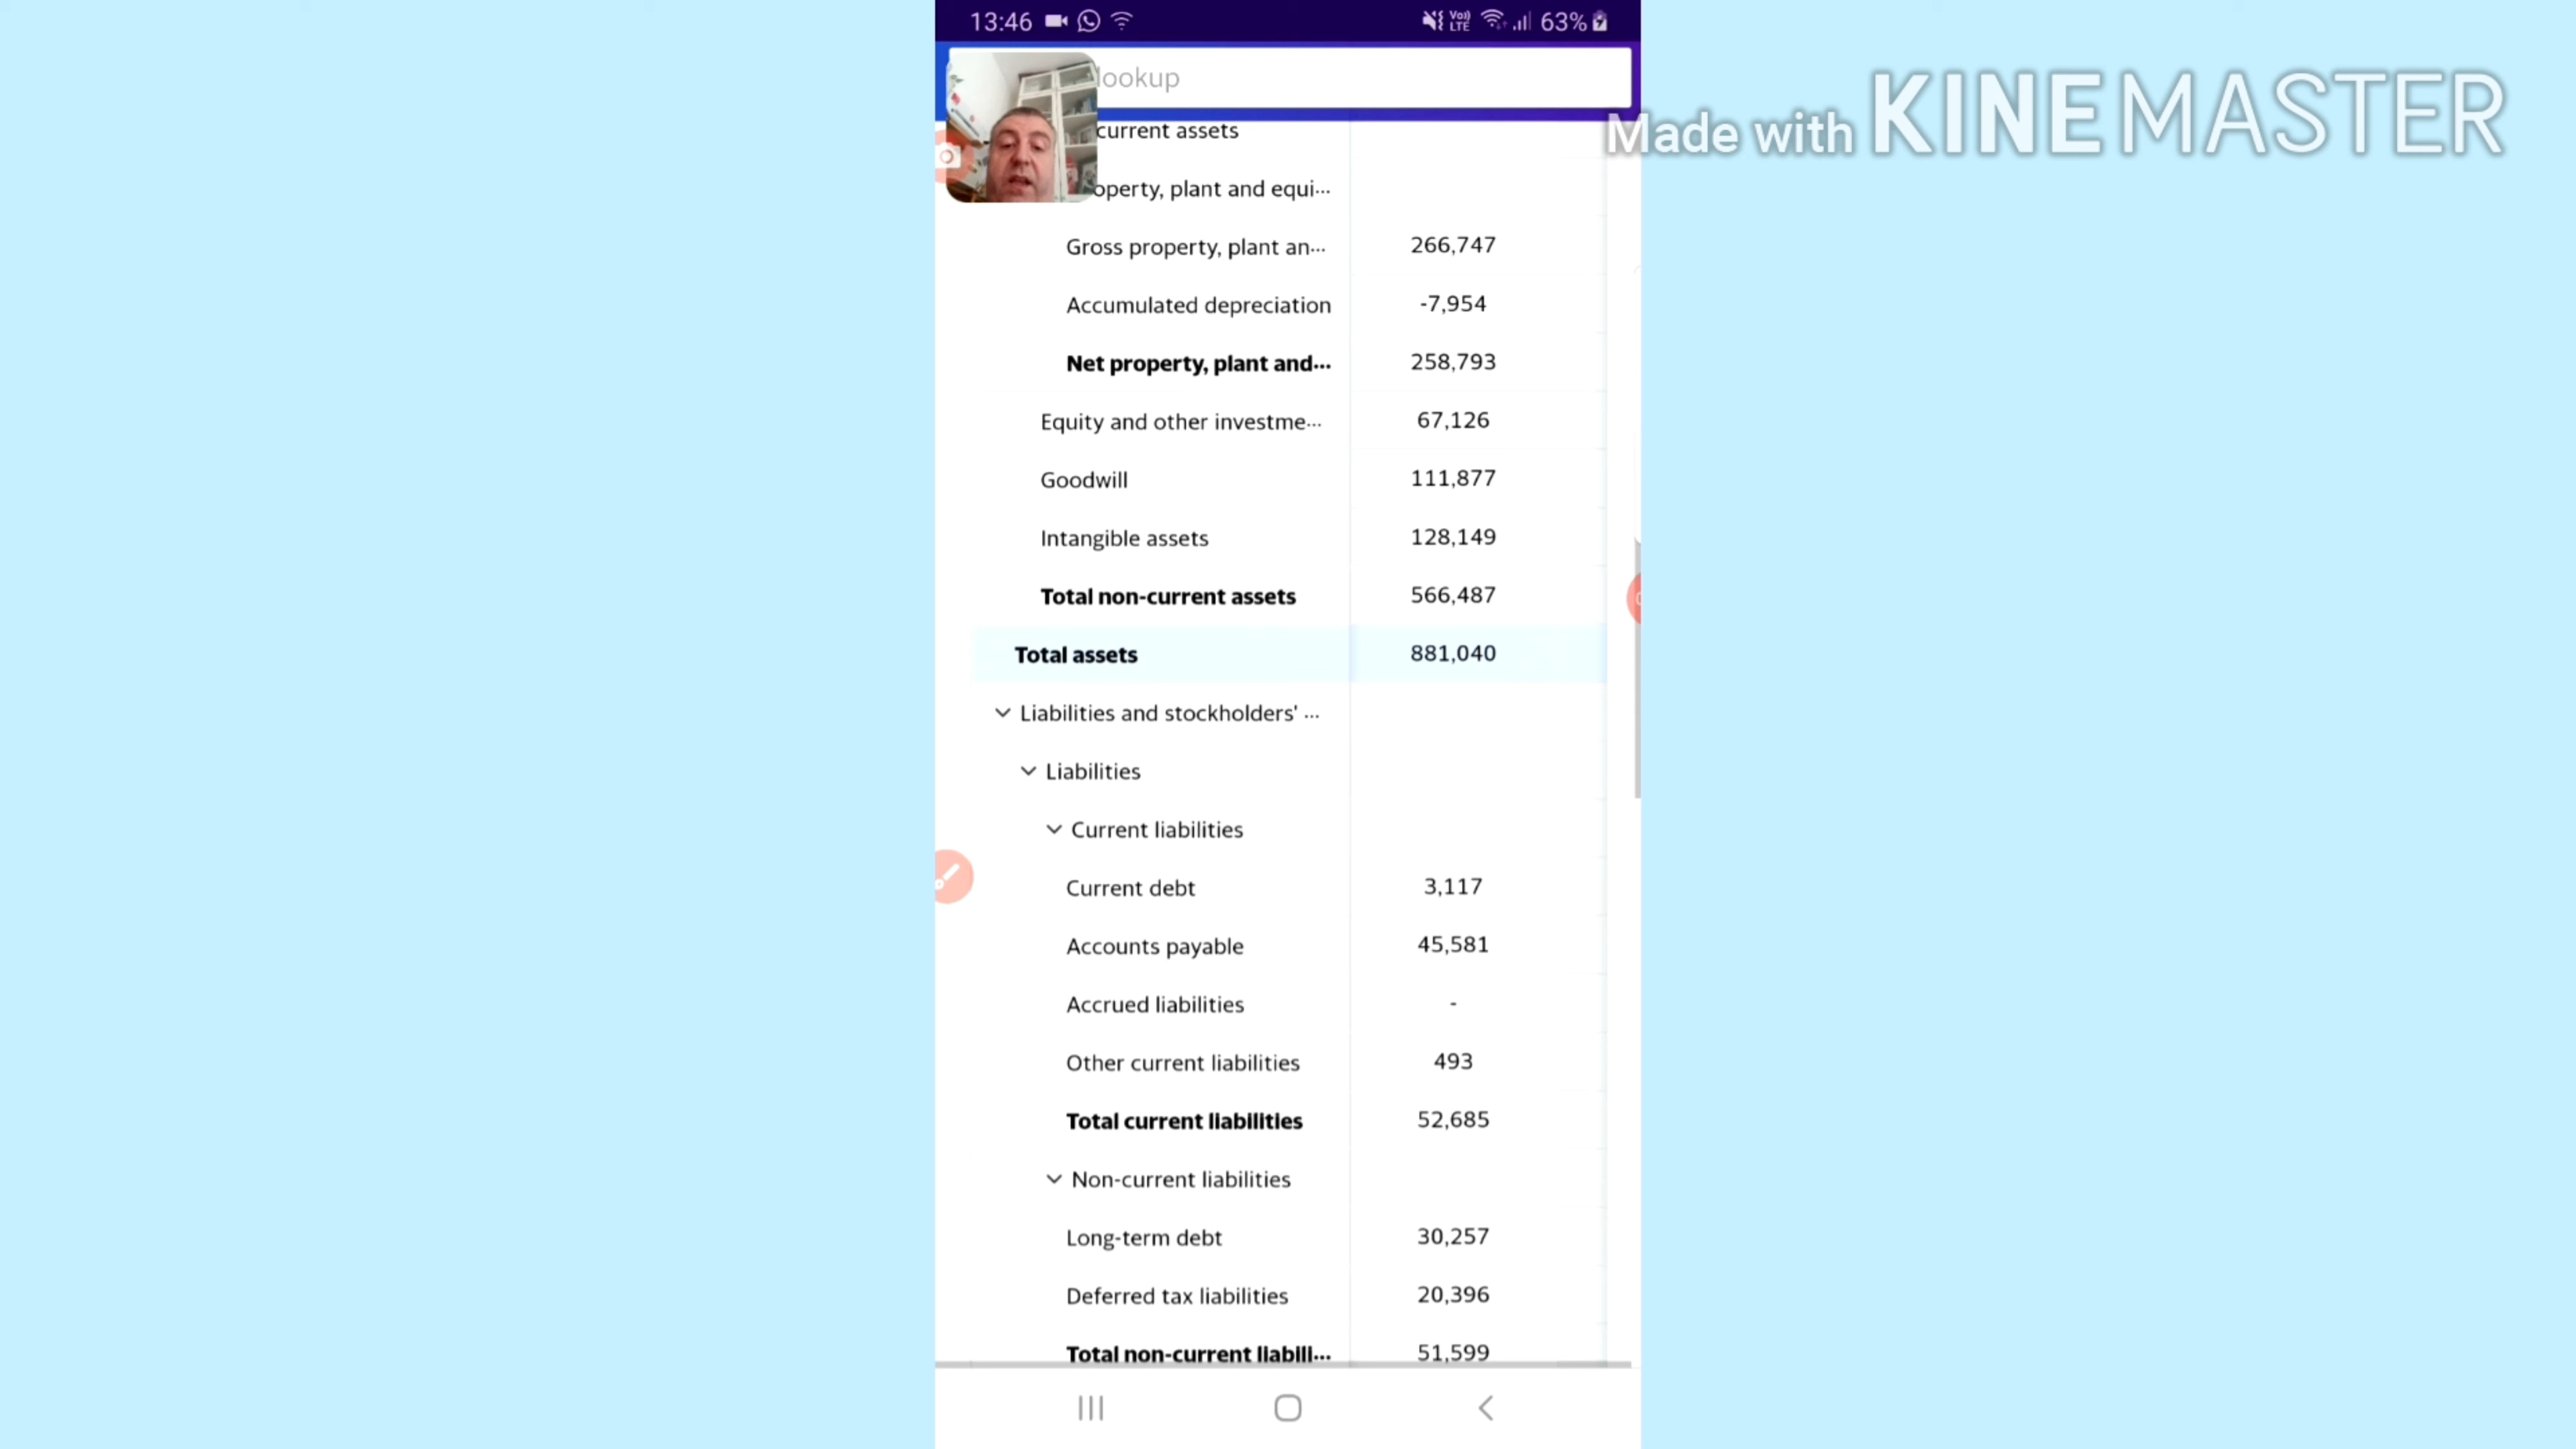 13:46 Vo)) LTE 63%
lookup
Made with KINEMASTER
current assets
operty, plant and equi...
Gross property, plant an... 266,747
Accumulated depreciation -7,954
Net property, plant and... 258,793
Equity and other investme... 67,126
Goodwill 111,877
Intangible assets 128,149
Total non-current assets 566,487
Total assets 881,040
Liabilities and stockholders' ...
Liabilities
Current liabilities
Current debt 3,117
Accounts payable 45,581
Accrued liabilities -
Other current liabilities 493
Total current liabilities 52,685
Non-current liabilities
Long-term debt 30,257
Deferred tax liabilities 20,396
Total non-current liabili... 51,599